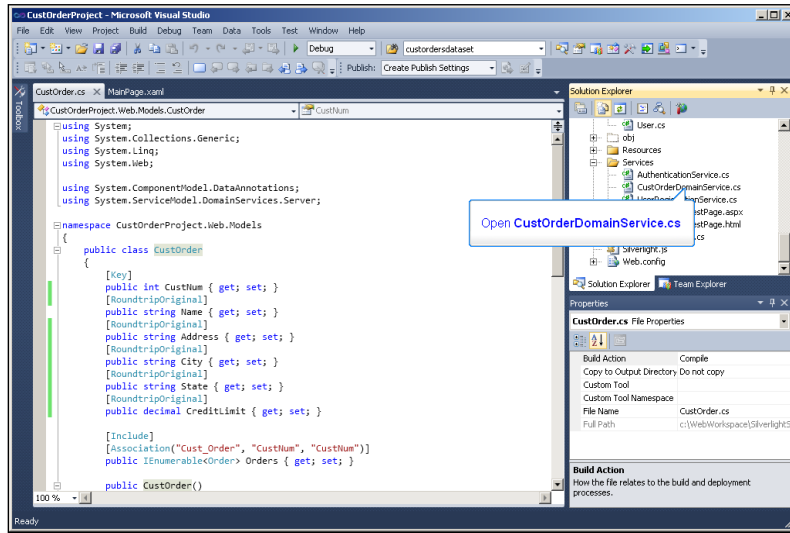 CustOrderProject - Microsoft Visual Studio
File Edit View Project Build Debug Team Data Tools Test Window Help
Debug custordersdataset
Publish: Create Publish Settings
Toolbox
CustOrder.cs MainPage.xaml
CustOrderProject.Web.Models.CustOrder CustNum
using System;
using System.Collections.Generic;
using System.Linq;
using System.Web;
using System.ComponentModel.DataAnnotations;
using System.ServiceModel.DomainServices.Server;
namespace CustOrderProject.Web.Models
{
public class CustOrder
{
[Key]
public int CustNum { get; set; }
[RoundtripOriginal]
public string Name { get; set; }
[RoundtripOriginal]
public string Address { get; set; }
[RoundtripOriginal]
public string City { get; set; }
[RoundtripOriginal]
public string State { get; set; }
[RoundtripOriginal]
public decimal CreditLimit { get; set; }
[Include]
[Association("Cust_Order", "CustNum", "CustNum")]
public IEnumerable<Order> Orders { get; set; }
public CustOrder()
100 %
Ready
Solution Explorer
User.cs
obj
Resources
Services
AuthenticationService.cs
CustOrderDomainService.cs
Open CustOrderDomainService.cs
Silverlight.js
Web.config
Solution Explorer Team Explorer
Properties
CustOrder.cs File Properties
Build Action Compile
Copy to Output Directory Do not copy
Custom Tool
Custom Tool Namespace
File Name CustOrder.cs
Full Path c:\WebWorkspace\SilverlightS
Build Action
How the file relates to the build and deployment
processes.